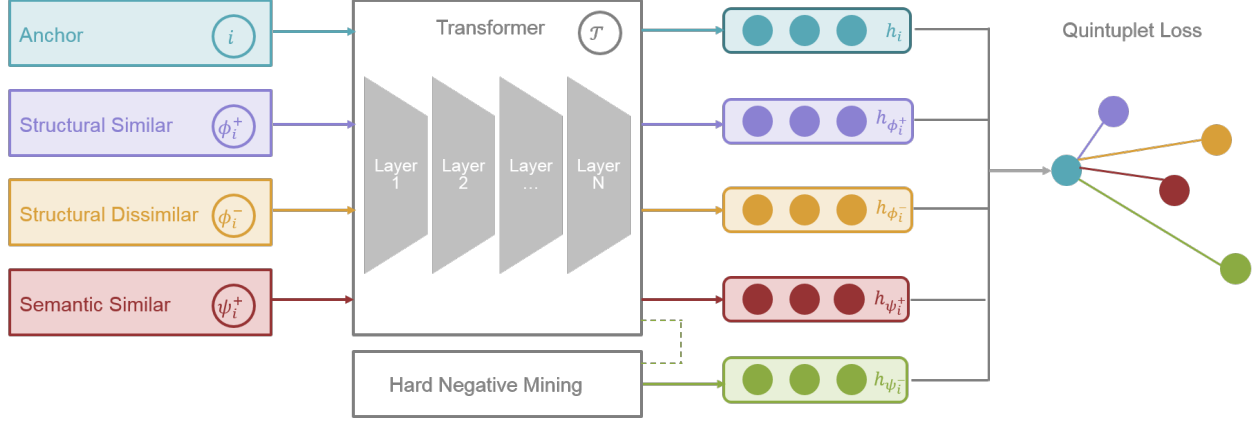 Anchor i
Transformer 𝒯
h_i
Quintuplet Loss
Structural Similar ϕ_i^+
h_{ϕ_i^+}
Layer
1
Layer
2
Layer
...
Layer
N
Structural Dissimilar ϕ_i^-
h_{ϕ_i^-}
Semantic Similar ψ_i^+
h_{ψ_i^+}
Hard Negative Mining
h_{ψ_i^-}